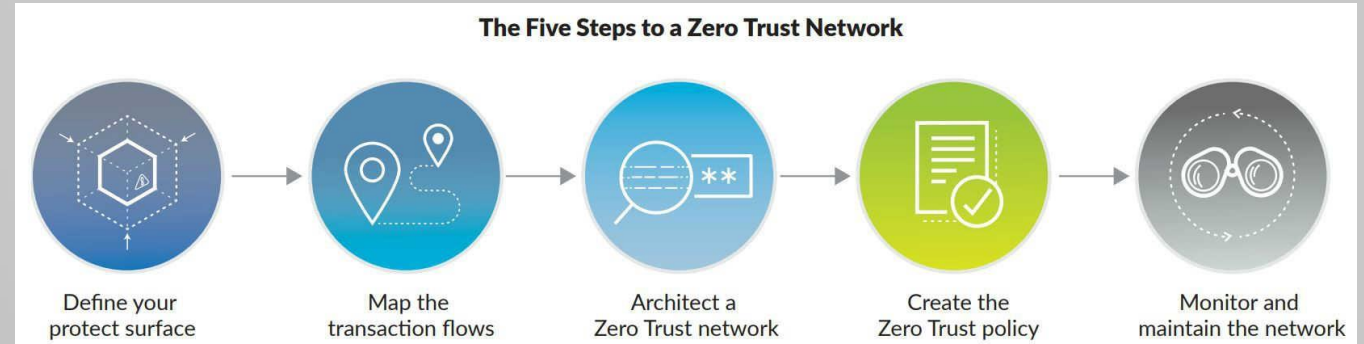 The Five Steps to a Zero Trust Network
**
Define your
protect surface
Map the
transaction flows
Architect a
Zero Trust network
Create the
Zero Trust policy
Monitor and
maintain the network